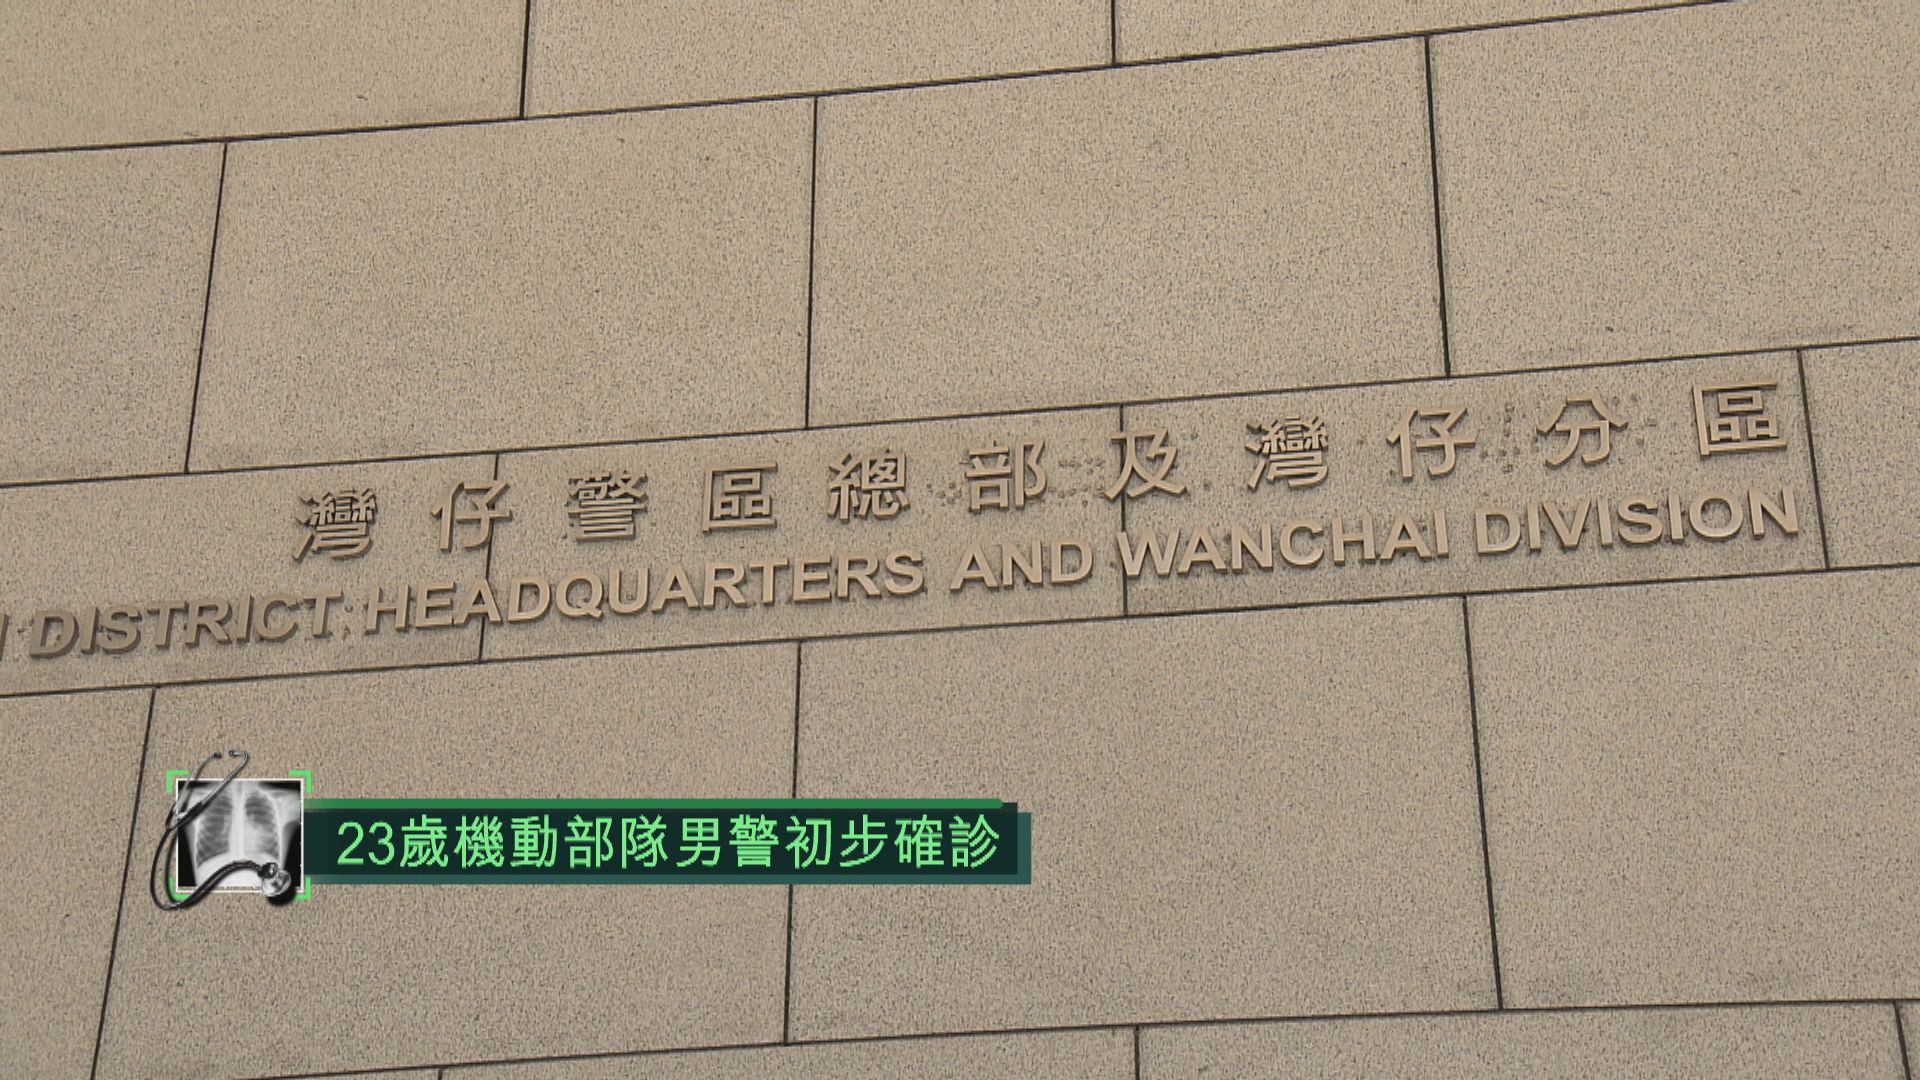 灣仔警區總部及灣仔分區
DISTRICT HEADQUARTERS AND WANCHAI DIVISION
23歲機動部隊男警初步確診